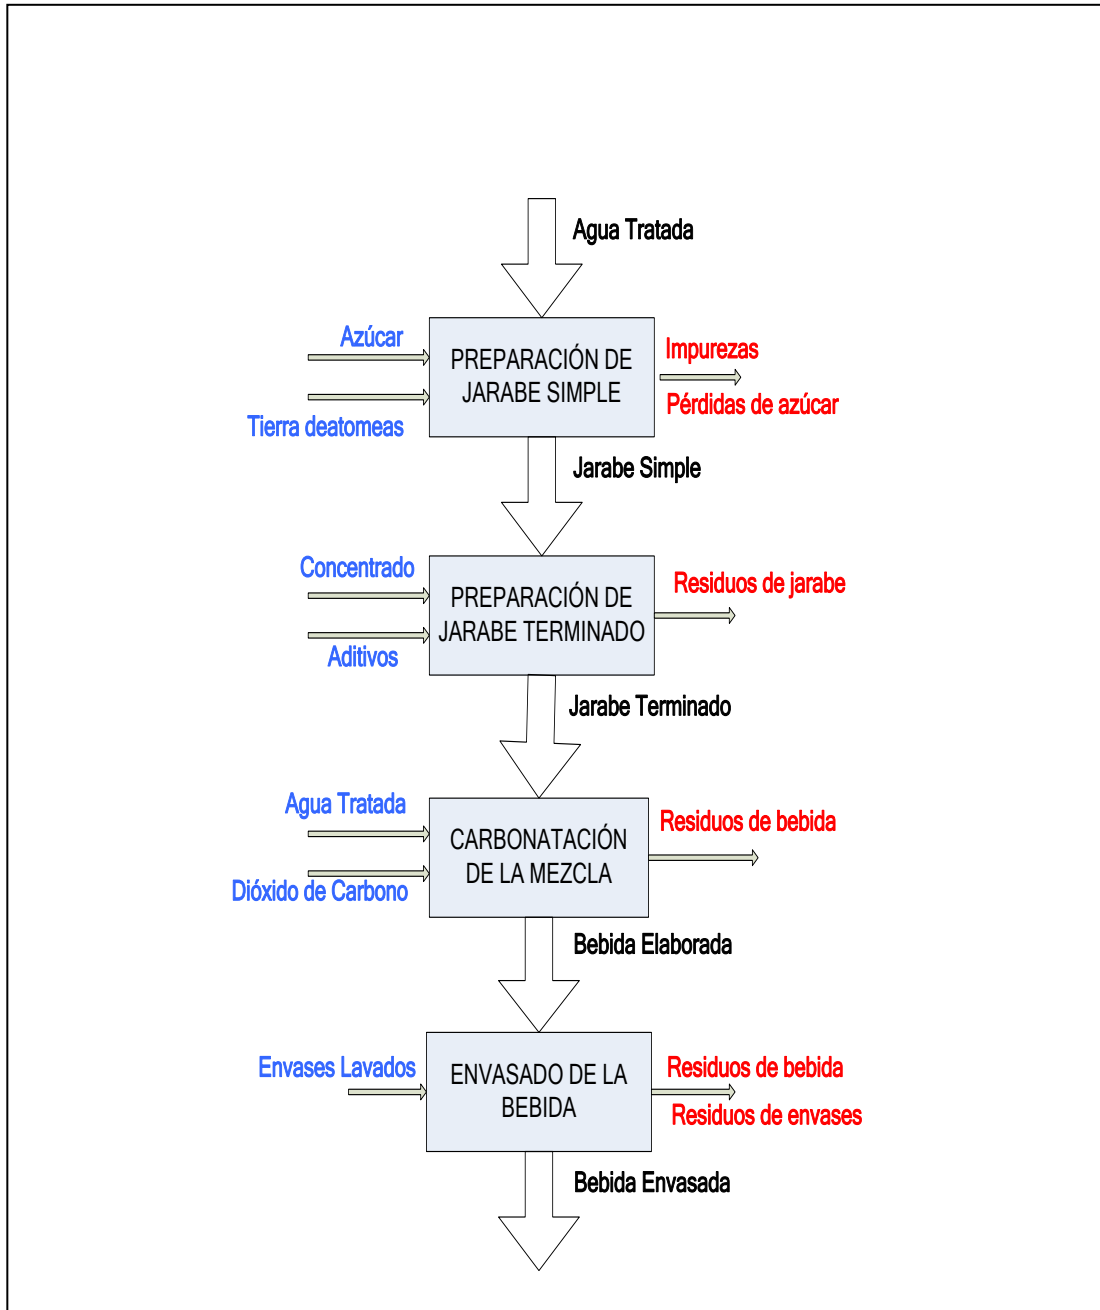 Agua Tratada
Azúcar
Tierra deatomeas
PREPARACIÓN DE
JARABE SIMPLE
Impurezas
Pérdidas de azúcar
Jarabe Simple
Concentrado
Aditivos
PREPARACIÓN DE
JARABE TERMINADO
Residuos de jarabe
Jarabe Terminado
Agua Tratada
Dióxido de Carbono
CARBONATACIÓN
DE LA MEZCLA
Residuos de bebida
Bebida Elaborada
Envases Lavados
ENVASADO DE LA
BEBIDA
Residuos de bebida
Residuos de envases
Bebida Envasada